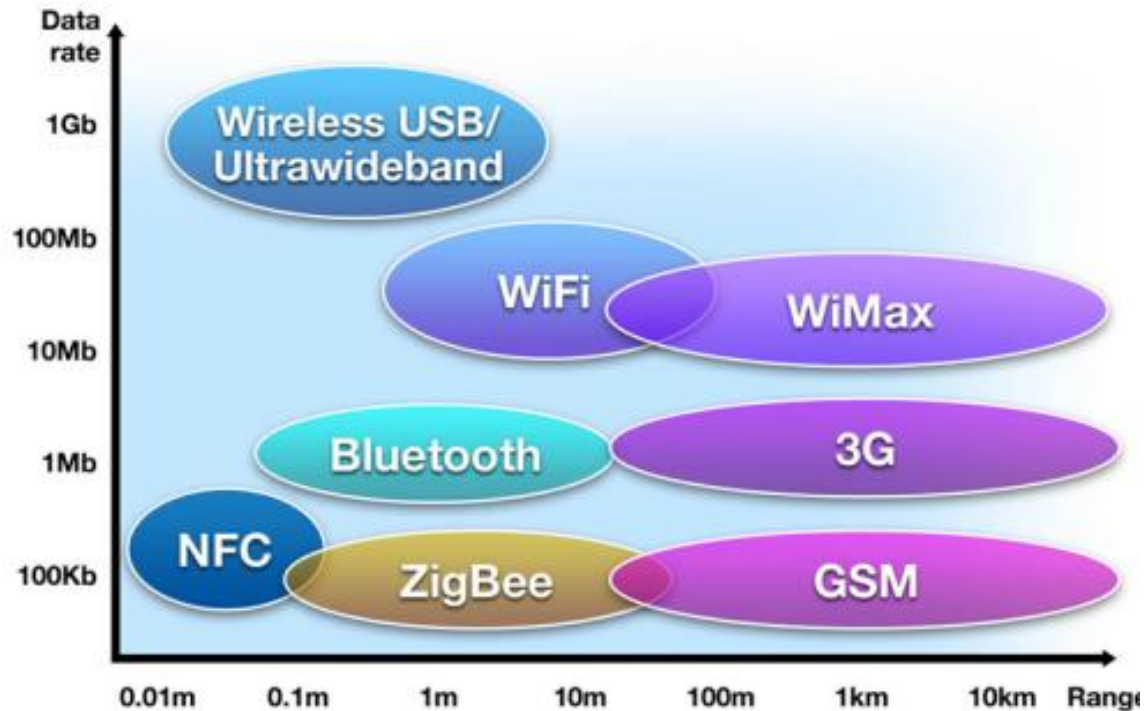 Data
rate
1Gb
Wireless USB/
Ultrawideband
100Mb
WiFi
WiMax
10Mb
Bluetooth
3G
1Mb
NFC
ZigBee
GSM
100Kb
0.01m 0.1m 1m 10m 100m 1km 10km Range